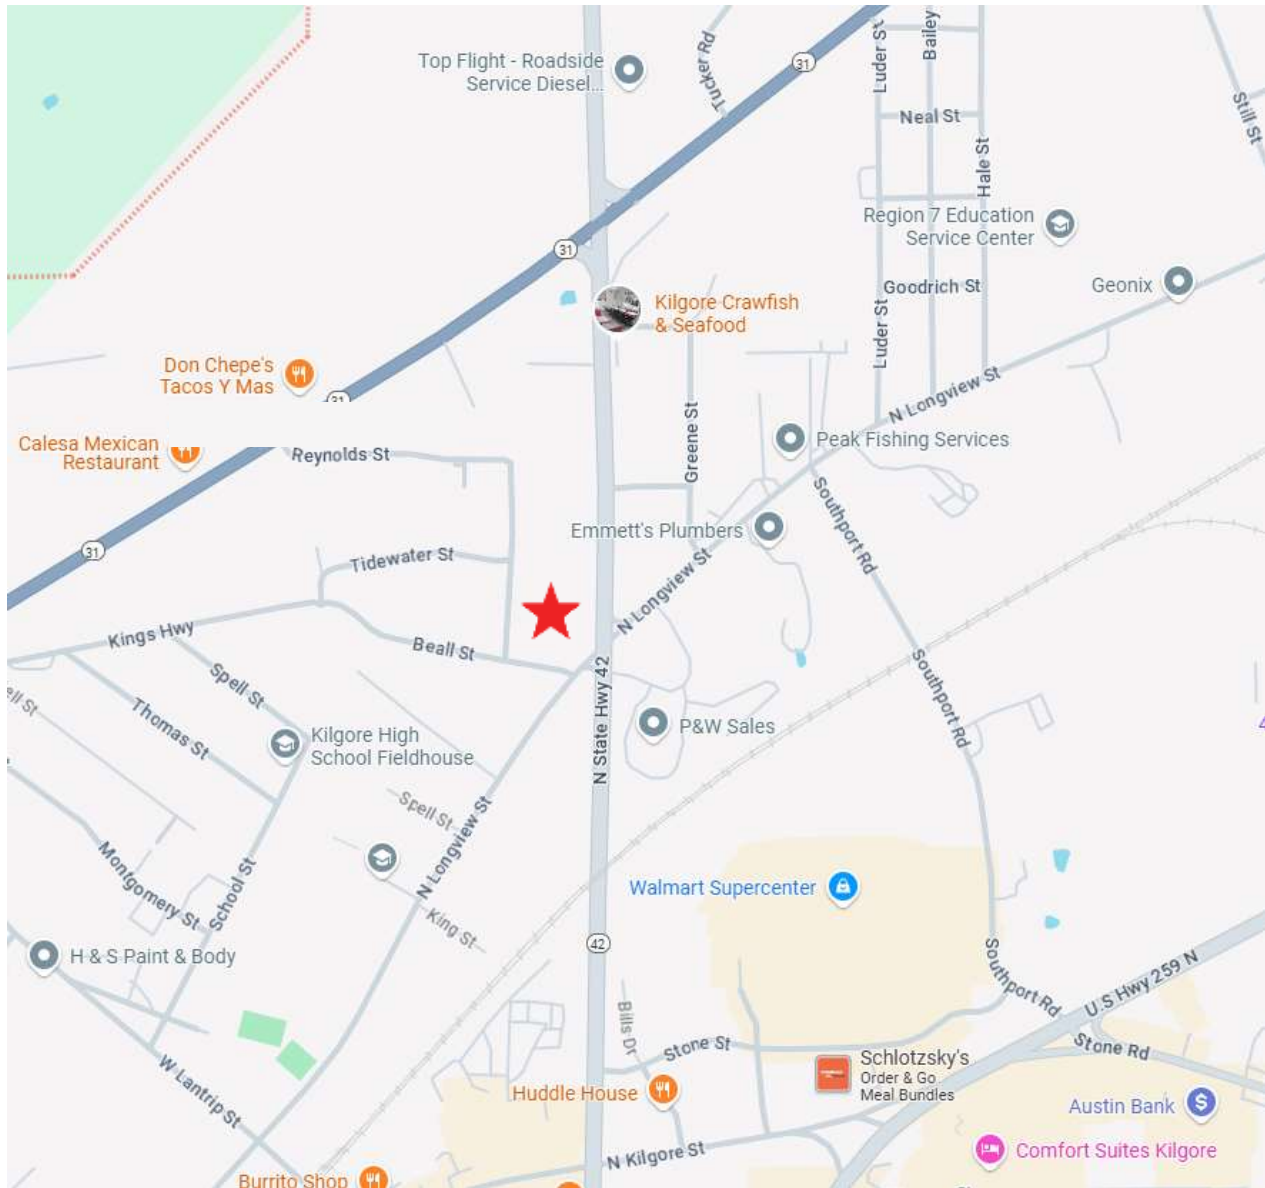 Top Flight - Roadside
Service Diesel...
Tucker Rd
31
Luder St
Bailey
Neal St
Still St
Hale St
Region 7 Education
Service Center
31
Goodrich St
Geonix
Kilgore Crawfish
& Seafood
Luder St
Don Chepe's
Tacos Y Mas
31
N Longview St
Greene St
Peak Fishing Services
Calesa Mexican
Restaurant
Reynolds St
Southport Rd
Emmett's Plumbers
31
Tidewater St
N Longview St
Kings Hwy
Beall St
Spell St
Southport Rd
N State Hwy 42
ell St
Thomas St
Kilgore High
School Fieldhouse
P&W Sales
4
Spell St
N Longview St
Montgomery St
School St
Walmart Supercenter
King St
42
H & S Paint & Body
Southport Rd
U.S Hwy 259 N
Bills Dr
Stone St
Stone Rd
Schlotzsky's
Order & Go
Meal Bundles
W Lantrip St
Huddle House
Austin Bank
N Kilgore St
Comfort Suites Kilgore
Burrito Shop